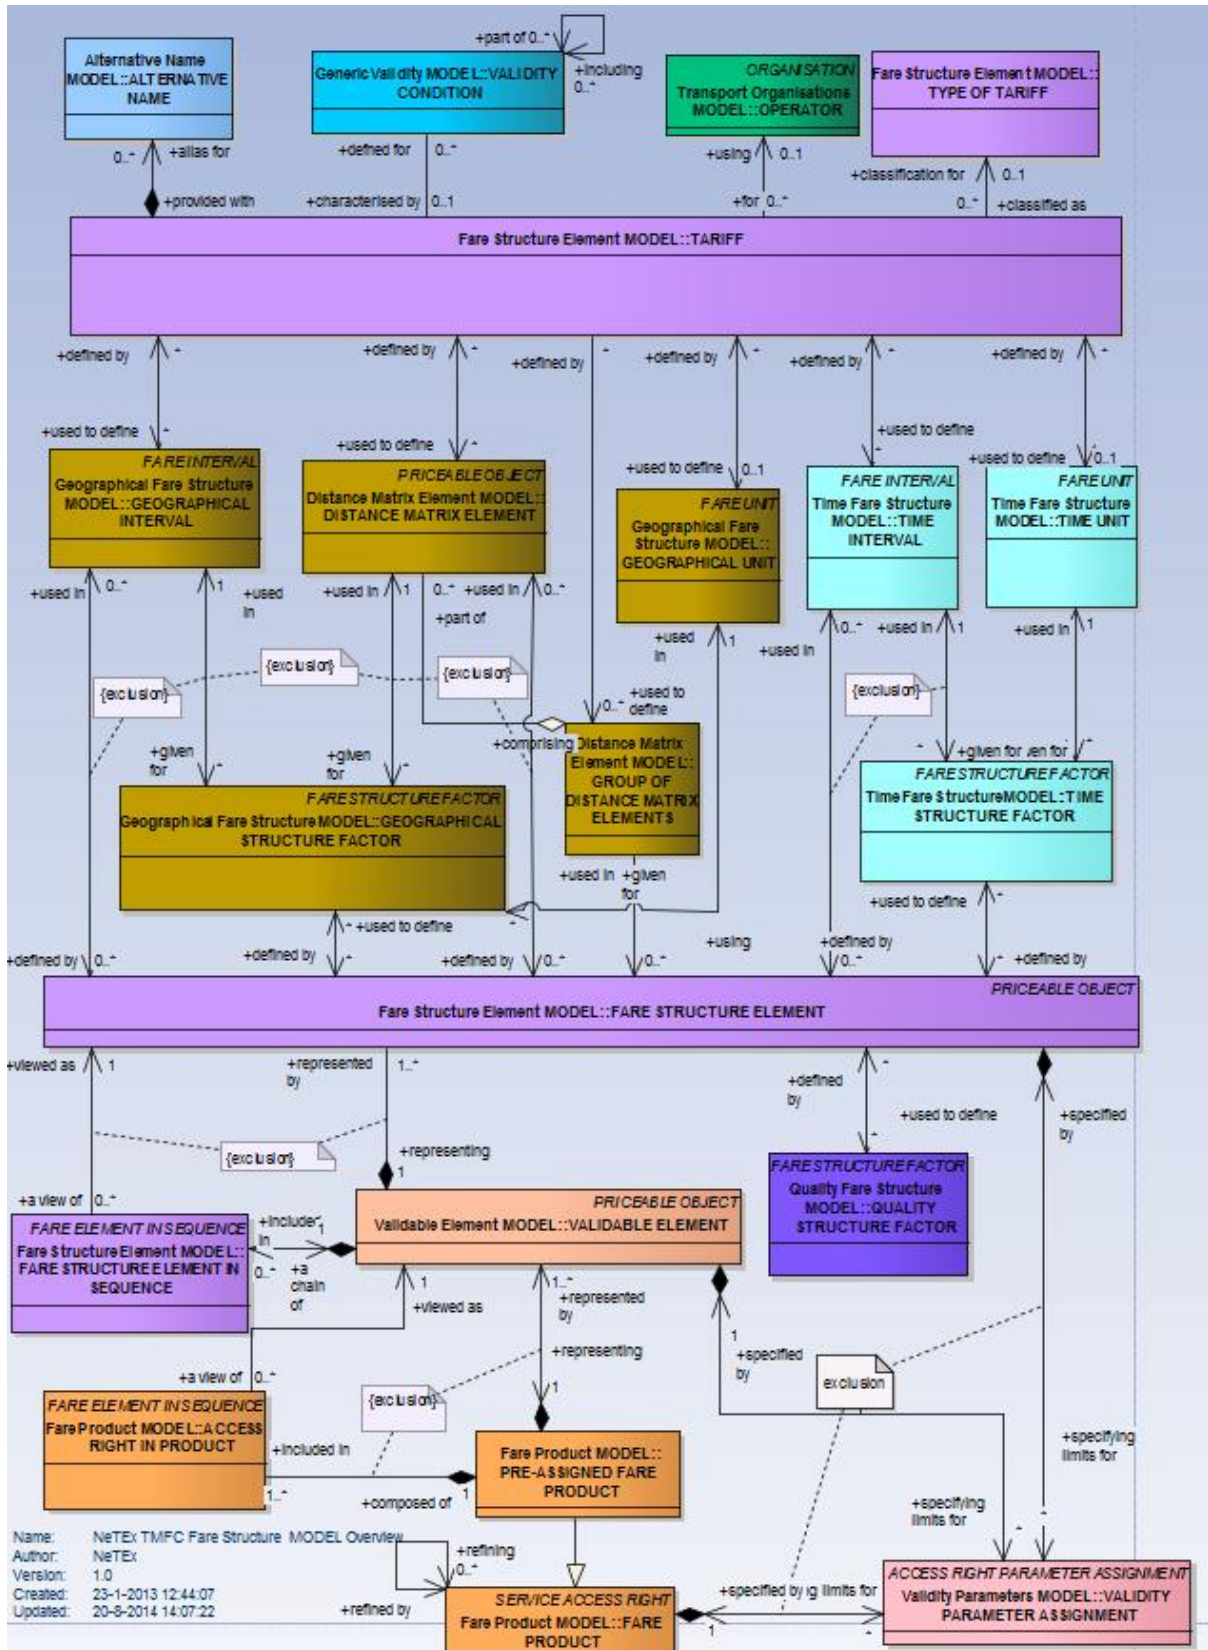 Alternative Name
MODEL::ALTERNATIVE
NAME
Generic Validity MODEL::VALIDITY
CONDITION
+part of 0..*
+including
0..*
ORGANISATION
Transport Organisations
MODEL::OPERATOR
Fare Structure Element MODEL::
TYPE OF TARIFF
0..* +alias for
+defined for 0..*
+using 0..1
+classification for 0..1
+provided with
+characterised by 0..1
+for 0..*
0..* +classified as
Fare Structure Element MODEL::TARIFF
+defined by *
+defined by *
+defined by
+defined by *
+defined by *
+defined by *
+used to define *
+used to define *
+used to define 0..1
+used to define *
+used to define 0..1
FARE INTERVAL
Geographical Fare Structure
MODEL::GEOGRAPHICAL
INTERVAL
PRICEABLE OBJECT
Distance Matrix Element MODEL::
DISTANCE MATRIX ELEMENT
FARE UNIT
Geographical Fare
Structure MODEL::
GEOGRAPHICAL UNIT
FARE INTERVAL
Time Fare Structure
MODEL::TIME
INTERVAL
FARE UNIT
Time Fare Structure
MODEL::TIME UNIT
+used in 0..*
1 +used
in
+used in 1
0..* +used in 0..*
+part of
+used
in
1
+used in
0..* +used in 1
+used in 1
{exclusion}
{exclusion}
{exclusion}
{exclusion}
0..* +used to
define
+given
for *
+given
for *
+comprising
* +given for ven for *
Distance Matrix
Element MODEL::
GROUP OF
DISTANCE MATRIX
ELEMENTS
FARE STRUCTURE FACTOR
Geographical Fare Structure MODEL::GEOGRAPHICAL
STRUCTURE FACTOR
FARE STRUCTURE FACTOR
Time Fare Structure MODEL::TIME
STRUCTURE FACTOR
+used in +given
for
* +used to define *
+used to define *
+defined by 0..*
+defined by *
+defined by 0..*
0..*
+using
+defined by
0..*
* +defined by
PRICEABLE OBJECT
Fare Structure Element MODEL::FARE STRUCTURE ELEMENT
+viewed as 1
+represented
by
1..*
+defined
by
*
+used to define
*
+specified
by
{exclusion}
+representing
1
+a view of 0..*
FARE STRUCTURE FACTOR
Quality Fare Structure
MODEL::QUALITY
STRUCTURE FACTOR
PRICEABLE OBJECT
Validable Element MODEL::VALIDABLE ELEMENT
FARE ELEMENT IN SEQUENCE
Fare Structure Element MODEL::
FARE STRUCTURE ELEMENT IN
SEQUENCE
+included
in
1
0..* +a
chain
of
1
+viewed as
1..*
+represented
by
1
+specified
by
+representing
1
exclusion
+a view of 0..*
{exclusion}
FARE ELEMENT IN SEQUENCE
Fare Product MODEL::ACCESS
RIGHT IN PRODUCT
+included in
1..*
+composed of 1
Fare Product MODEL::
PRE-ASSIGNED FARE
PRODUCT
+specifying
limits for
+specifying
limits for
* *
Name: NeTEx TMFC Fare Structure MODEL Overview
Author: NeTEx
Version: 1.0
Created: 23-1-2013 12:44:07
Updated: 20-8-2014 14:07:22
+refining
0..*
+refined by
SERVICE ACCESS RIGHT
Fare Product MODEL::FARE
PRODUCT
+specified by g limits for
1 *
ACCESS RIGHT PARAMETER ASSIGNMENT
Validity Parameters MODEL::VALIDITY
PARAMETER ASSIGNMENT